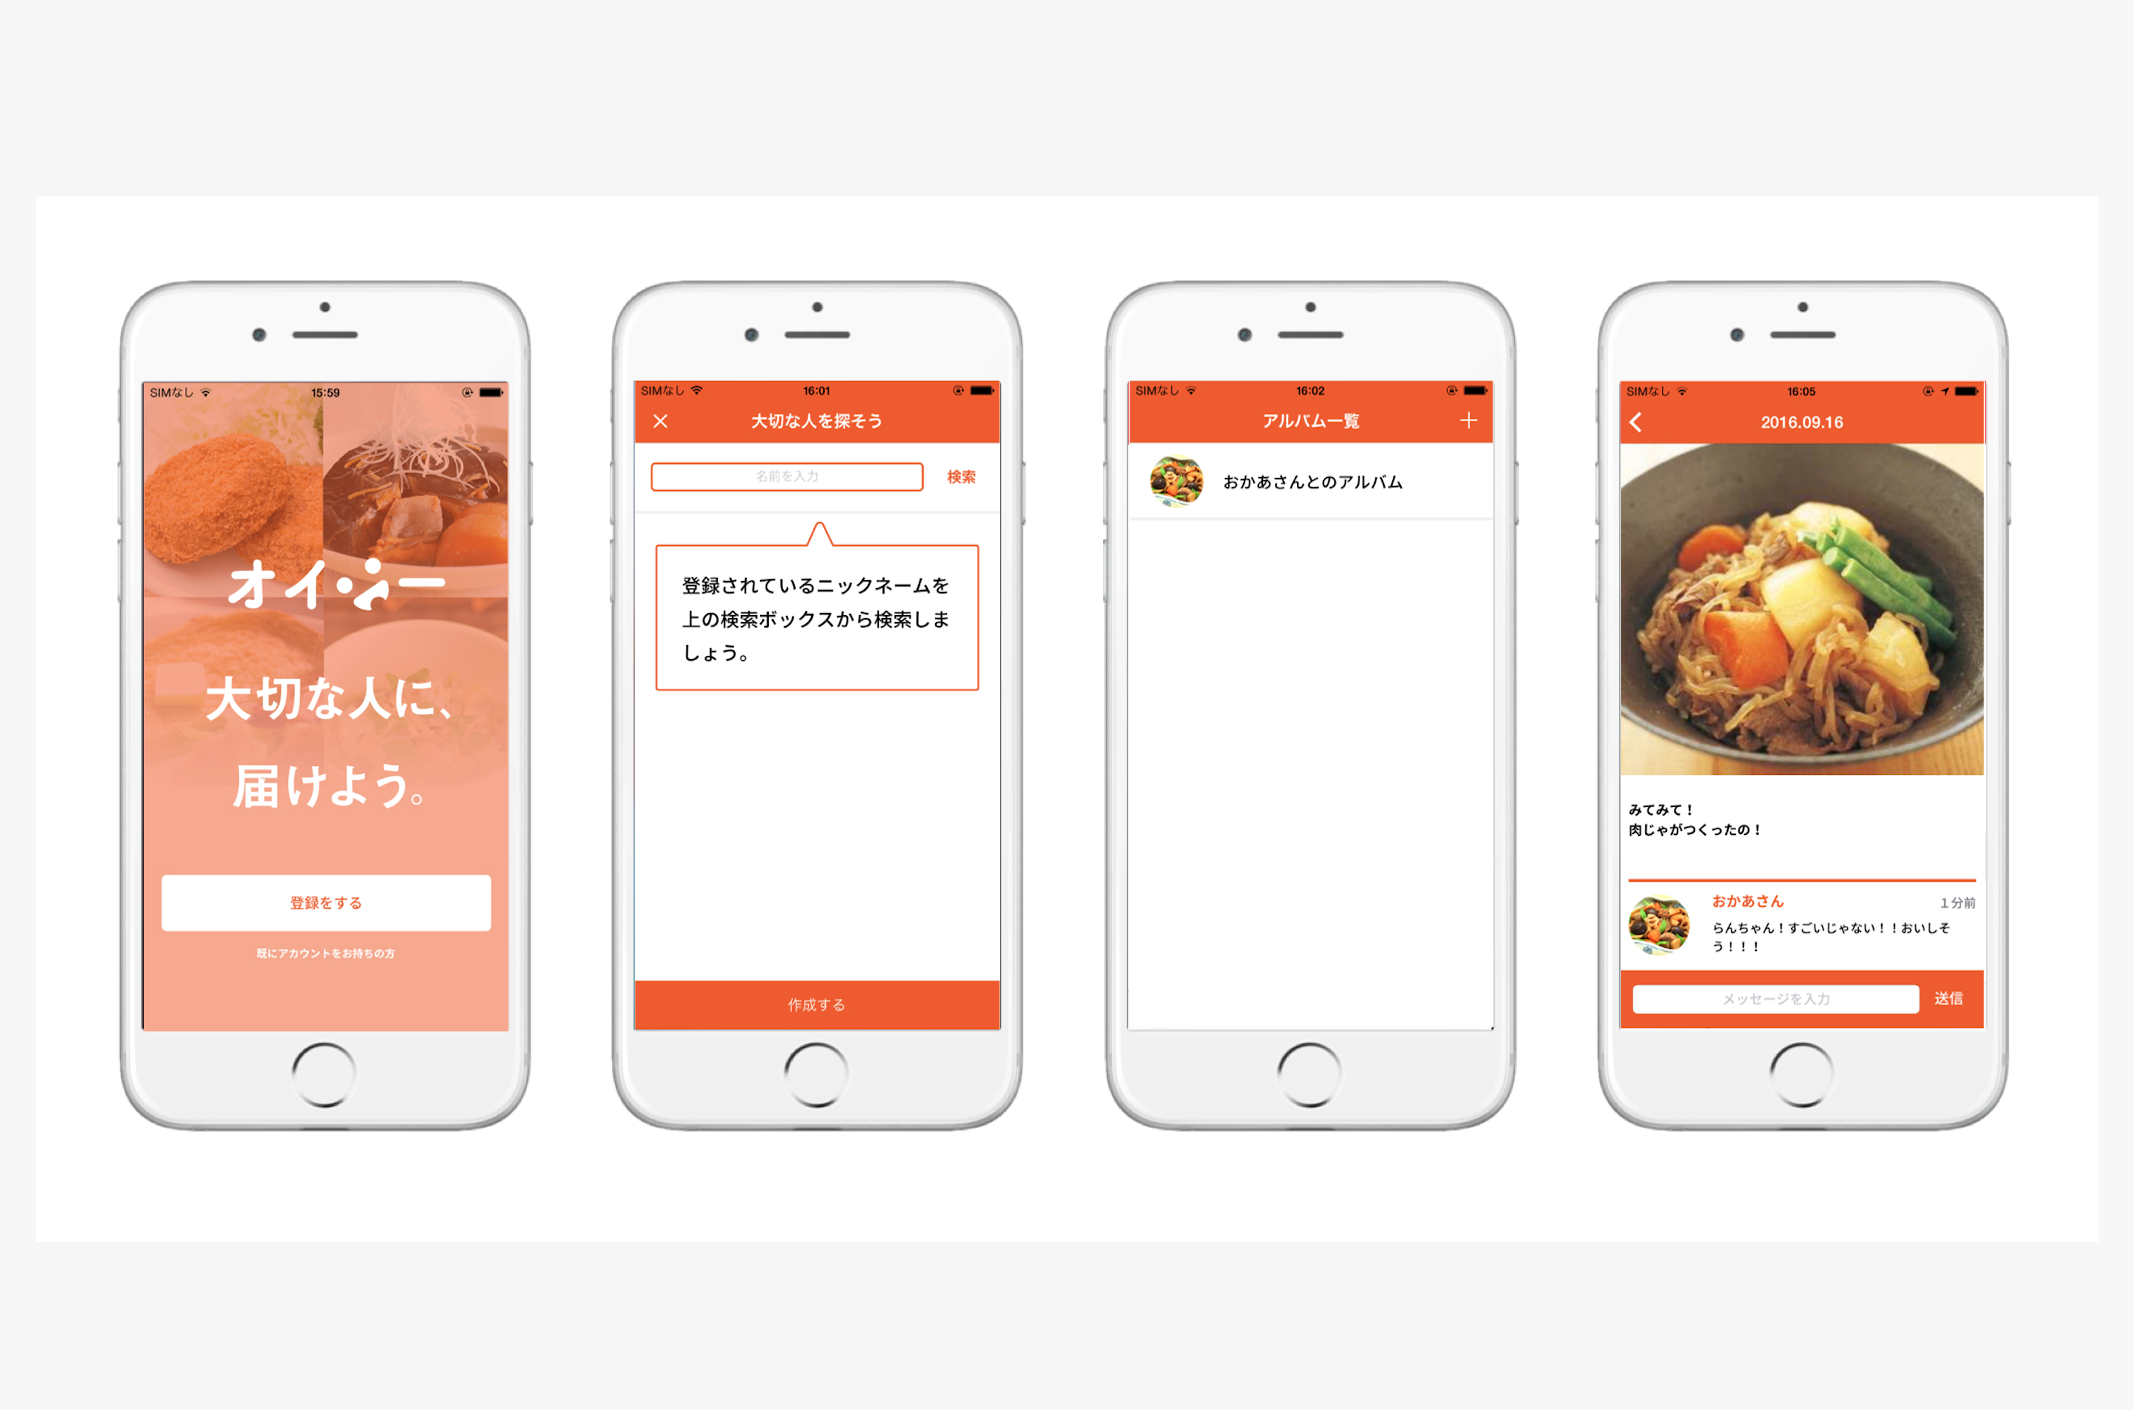 SIMなし 15:59
オイシー
大切な人に、
届けよう。
登録をする
既にアカウントをお持ちの方
SIMなし 16:01
大切な人を探そう
名前を入力 検索
登録されているニックネームを
上の検索ボックスから検索しま
しょう。
作成する
SIMなし 16:02
アルバム一覧
おかあさんとのアルバム
SIMなし 16:05
2016.09.16
みてみて！
肉じゃがつくったの！
おかあさん 1分前
らんちゃん！すごいじゃない！！おいしそ
う！！！
メッセージを入力 送信